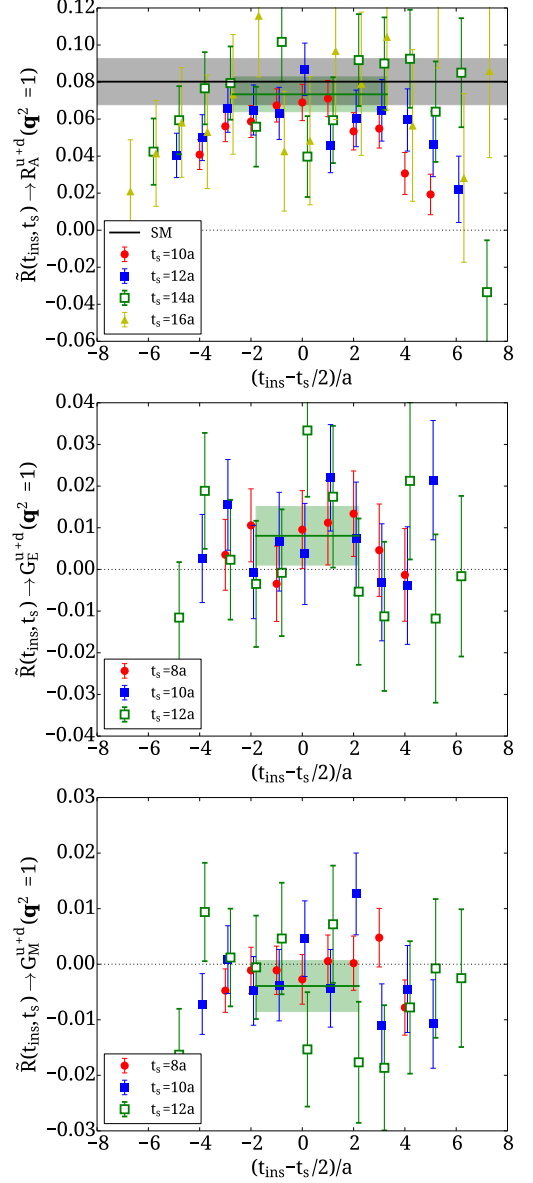 0.12
0.10
0.08
0.06
0.04
0.02
0.00
−0.02
−0.04
−0.06
R̃(t_ins, t_s) → R_A^{u+d}(q² = 1)
SM
t_s=10a
t_s=12a
t_s=14a
t_s=16a
−8 −6 −4 −2 0 2 4 6 8
(t_ins−t_s/2)/a
0.04
0.03
0.02
0.01
0.00
−0.01
−0.02
−0.03
−0.04
R̃(t_ins, t_s) → G_E^{u+d}(q² = 1)
t_s=8a
t_s=10a
t_s=12a
−8 −6 −4 −2 0 2 4 6 8
(t_ins−t_s/2)/a
0.03
0.02
0.01
0.00
−0.01
−0.02
−0.03
R̃(t_ins, t_s) → G_M^{u+d}(q² = 1)
t_s=8a
t_s=10a
t_s=12a
−8 −6 −4 −2 0 2 4 6 8
(t_ins−t_s/2)/a